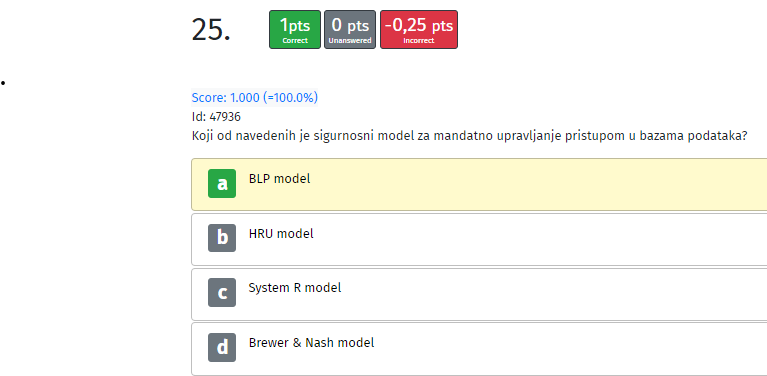 25.
1pts
Correct
0 pts
Unanswered
-0,25 pts
Incorrect
Score: 1.000 (=100.0%)
Id: 47936
Koji od navedenih je sigurnosni model za mandatno upravljanje pristupom u bazama podataka?
a BLP model
b HRU model
c System R model
d Brewer & Nash model